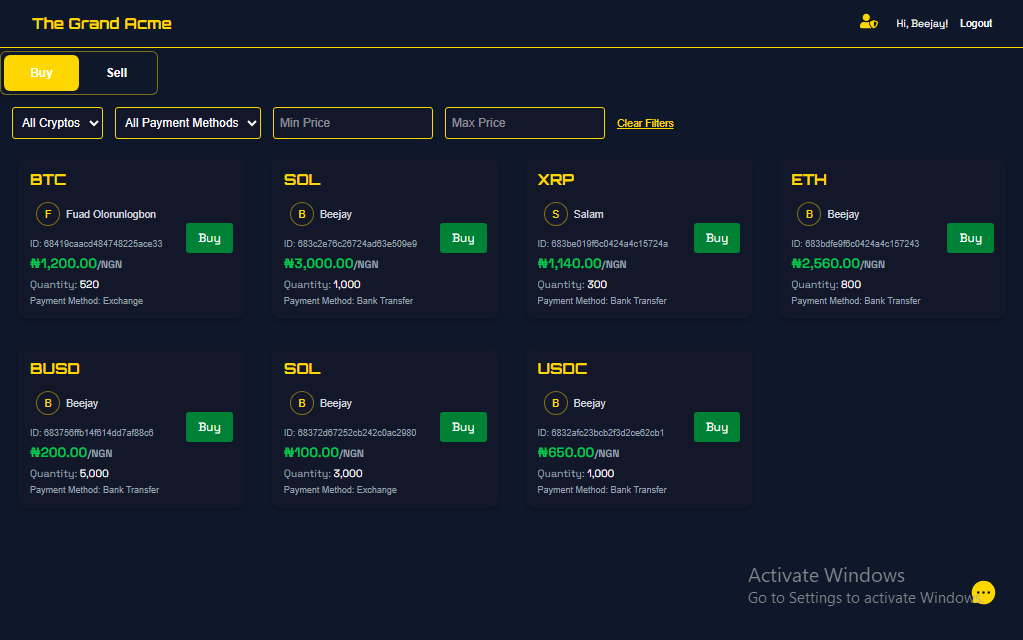 The Grand Acme
Hi, Beejay! Logout
Buy Sell
All Cryptos All Payment Methods Min Price Max Price Clear Filters
BTC
F Fuad Olorunlogbon
ID: 68419caacd484748225ace33
Buy
₦1,200.00/NGN
Quantity: 520
Payment Method: Exchange
SOL
B Beejay
ID: 683c2e76c26724ad63e509e9
Buy
₦3,000.00/NGN
Quantity: 1,000
Payment Method: Bank Transfer
XRP
S Salam
ID: 683be019f6c0424a4c15724a
Buy
₦1,140.00/NGN
Quantity: 300
Payment Method: Bank Transfer
ETH
B Beejay
ID: 683bdfe9f6c0424a4c157243
Buy
₦2,560.00/NGN
Quantity: 800
Payment Method: Bank Transfer
BUSD
B Beejay
ID: 683756ffb14f614dd7af88c6
Buy
₦200.00/NGN
Quantity: 5,000
Payment Method: Bank Transfer
SOL
B Beejay
ID: 68372d67252cb242c0ac2980
Buy
₦100.00/NGN
Quantity: 3,000
Payment Method: Exchange
USDC
B Beejay
ID: 6832afc23bcb2f3d2ce62cb1
Buy
₦650.00/NGN
Quantity: 1,000
Payment Method: Bank Transfer
Activate Windows
Go to Settings to activate Windows